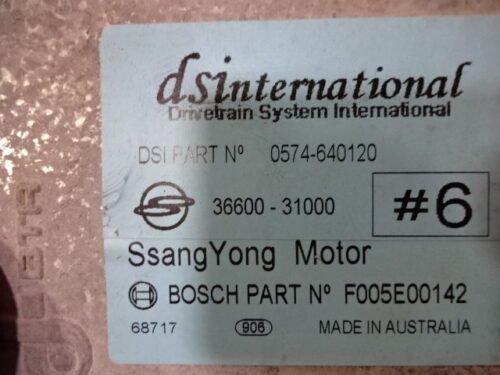 dsinternational
Drivetrain System International
DSI PART Nº 0574-640120
36600 - 31000
#6
SsangYong Motor
BOSCH PART Nº F005E00142
68717 906 MADE IN AUSTRALIA